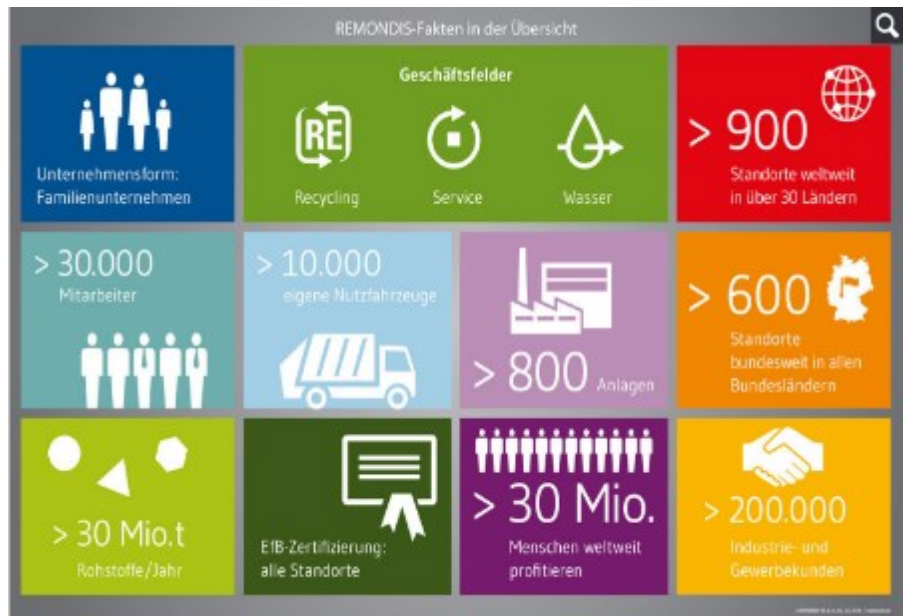 REMONDIS-Fakten in der Übersicht
Unternehmensform:
Familienunternehmen
Geschäftsfelder
RE
Recycling
Service
Wasser
> 900
Standorte weltweit
in über 30 Ländern
> 30.000
Mitarbeiter
> 10.000
eigene Nutzfahrzeuge
> 800 Anlagen
> 600
Standorte
bundesweit in allen
Bundesländern
> 30 Mio.t
Rohstoffe/Jahr
EfB-Zertifizierung:
alle Standorte
> 30 Mio.
Menschen weltweit
profitieren
> 200.000
Industrie- und
Gewerbekunden